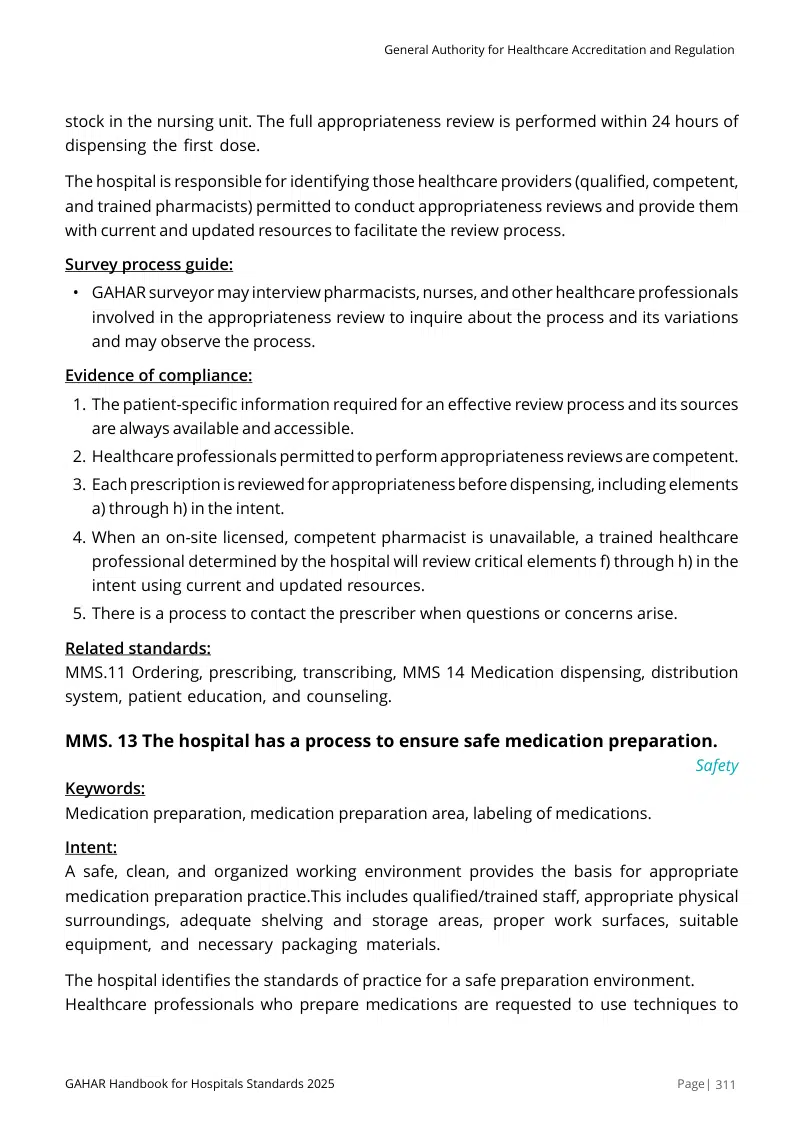 General Authority for Healthcare Accreditation and Regulation
stock in the nursing unit. The full appropriateness review is performed within 24 hours of
dispensing the first dose.
The hospital is responsible for identifying those healthcare providers (qualified, competent,
and trained pharmacists) permitted to conduct appropriateness reviews and provide them
with current and updated resources to facilitate the review process.
Survey process guide:
• GAHAR surveyor may interview pharmacists, nurses, and other healthcare professionals
involved in the appropriateness review to inquire about the process and its variations
and may observe the process.
Evidence of compliance:
1. The patient-specific information required for an effective review process and its sources
are always available and accessible.
2. Healthcare professionals permitted to perform appropriateness reviews are competent.
3. Each prescription is reviewed for appropriateness before dispensing, including elements
a) through h) in the intent.
4. When an on-site licensed, competent pharmacist is unavailable, a trained healthcare
professional determined by the hospital will review critical elements f) through h) in the
intent using current and updated resources.
5. There is a process to contact the prescriber when questions or concerns arise.
Related standards:
MMS.11 Ordering, prescribing, transcribing, MMS 14 Medication dispensing, distribution
system, patient education, and counseling.
MMS. 13 The hospital has a process to ensure safe medication preparation.
Safety
Keywords:
Medication preparation, medication preparation area, labeling of medications.
Intent:
A safe, clean, and organized working environment provides the basis for appropriate
medication preparation practice.This includes qualified/trained staff, appropriate physical
surroundings, adequate shelving and storage areas, proper work surfaces, suitable
equipment, and necessary packaging materials.
The hospital identifies the standards of practice for a safe preparation environment.
Healthcare professionals who prepare medications are requested to use techniques to
GAHAR Handbook for Hospitals Standards 2025
Page| 311